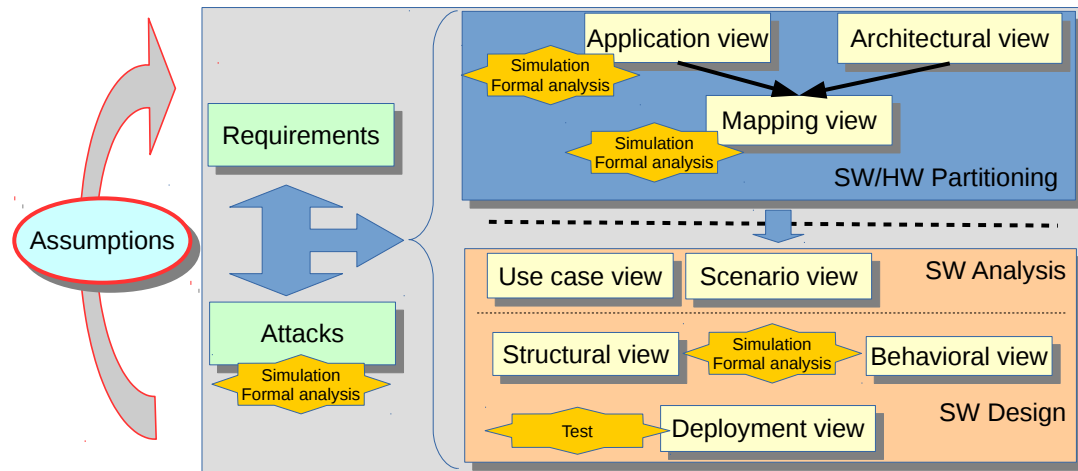 Application view
Architectural view
Simulation
Formal analysis
Mapping view
Simulation
Formal analysis
SW/HW Partitioning
Requirements
Assumptions
Attacks
Simulation
Formal analysis
Use case view
Scenario view
SW Analysis
Structural view
Simulation
Formal analysis
Behavioral view
SW Design
Test
Deployment view